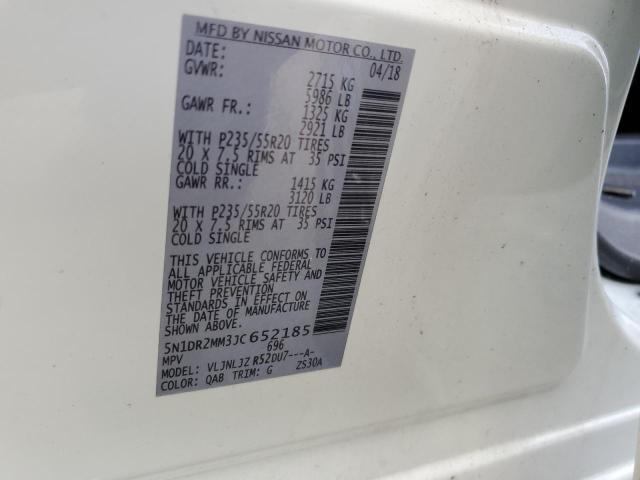 MFD BY NISSAN MOTOR CO., LTD.
DATE: 04/18
GVWR: 2715 KG
5986 LB
GAWR FR.: 1325 KG
2921 LB
WITH P235/55R20 TIRES
20 X 7.5 RIMS AT 35 PSI
COLD SINGLE
GAWR RR.: 1415 KG
3120 LB
WITH P235/55R20 TIRES
20 X 7.5 RIMS AT 35 PSI
COLD SINGLE
THIS VEHICLE CONFORMS TO
ALL APPLICABLE FEDERAL
MOTOR VEHICLE SAFETY AND
THEFT PREVENTION
STANDARDS IN EFFECT ON
THE DATE OF MANUFACTURE
SHOWN ABOVE.
5N1DR2MM3JC652185
MPV 696
MODEL: VLJNLJZ R52DU7---A-
COLOR: QAB TRIM: G ZS30A